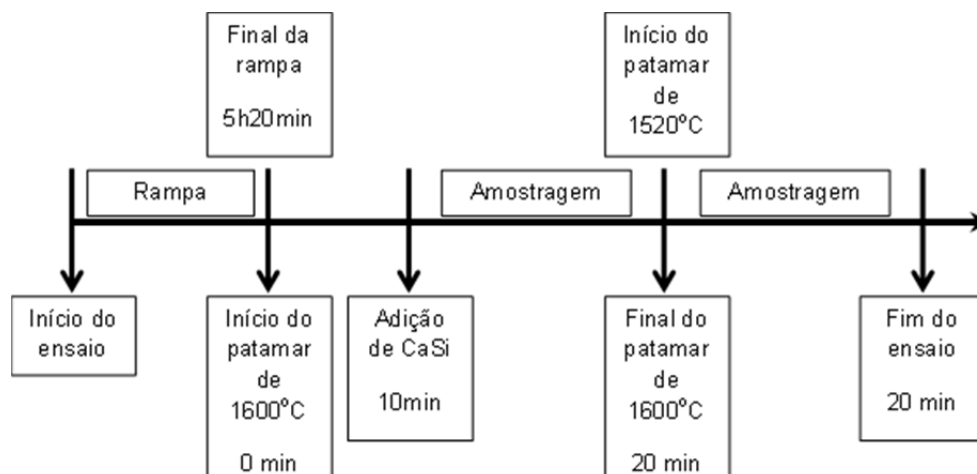 Final da
rampa
5h20min
Início do
patamar
de
1520°C
Rampa
Amostragem
Amostragem
Início do
ensaio
Início do
patamar
de
1600°C
0 min
Adição
de CaSi
10min
Final do
patamar
de
1600°C
20 min
Fim do
ensaio
20 min